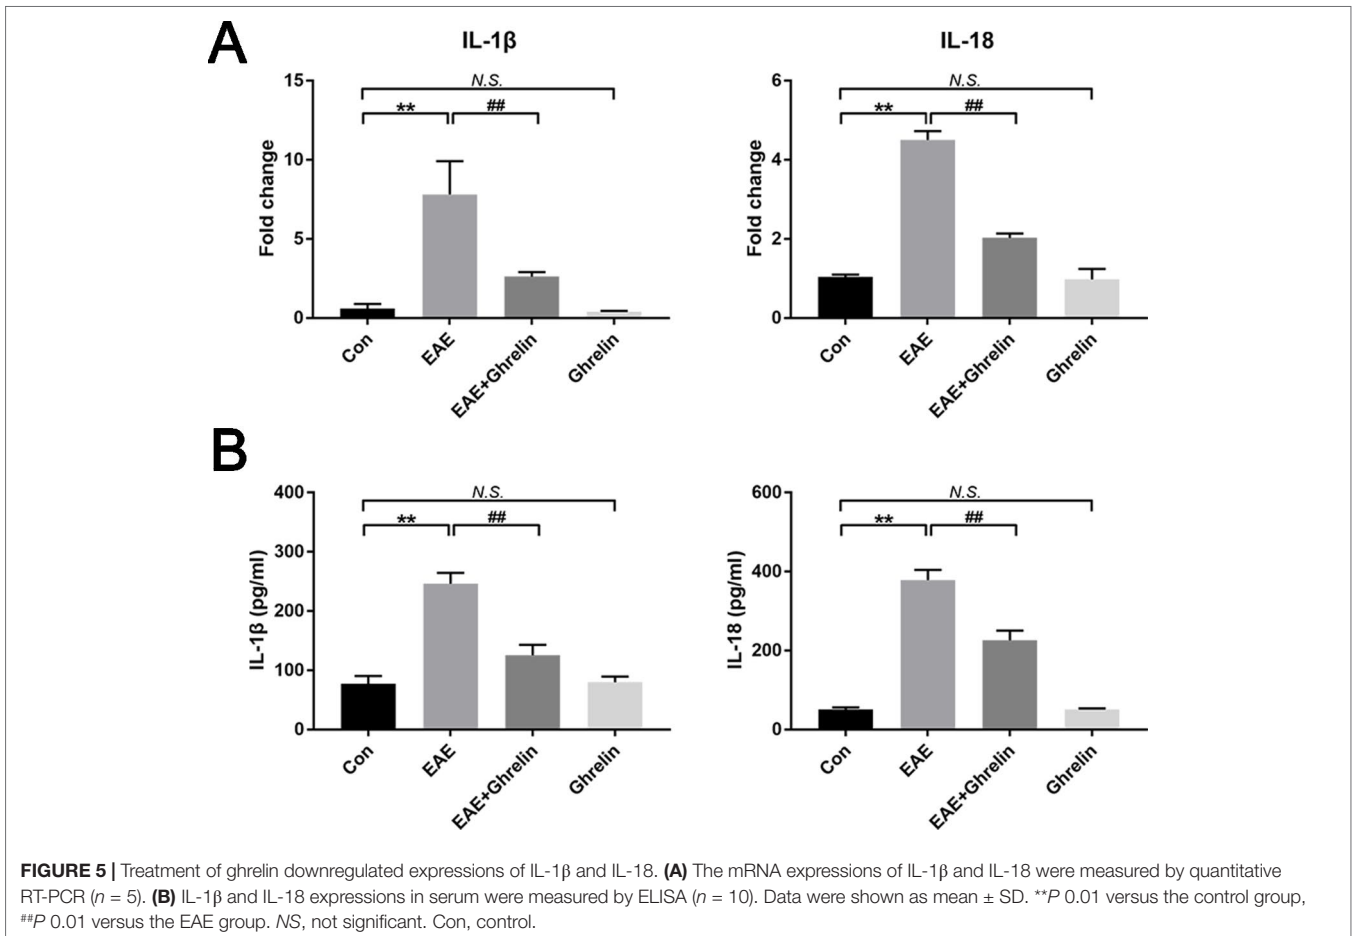 A
IL-1β
IL-18
Fold change
15
10
5
0
N.S.
**
##
Con
EAE
EAE+Ghrelin
Ghrelin
Fold change
6
4
2
0
N.S.
**
##
Con
EAE
EAE+Ghrelin
Ghrelin
B
IL-1β (pg/ml)
400
300
200
100
0
N.S.
**
##
Con
EAE
EAE+Ghrelin
Ghrelin
IL-18 (pg/ml)
600
400
200
0
N.S.
**
##
Con
EAE
EAE+Ghrelin
Ghrelin
FIGURE 5 | Treatment of ghrelin downregulated expressions of IL-1β and IL-18. (A) The mRNA expressions of IL-1β and IL-18 were measured by quantitative
RT-PCR (n = 5). (B) IL-1β and IL-18 expressions in serum were measured by ELISA (n = 10). Data were shown as mean ± SD. **P 0.01 versus the control group,
##P 0.01 versus the EAE group. NS, not significant. Con, control.